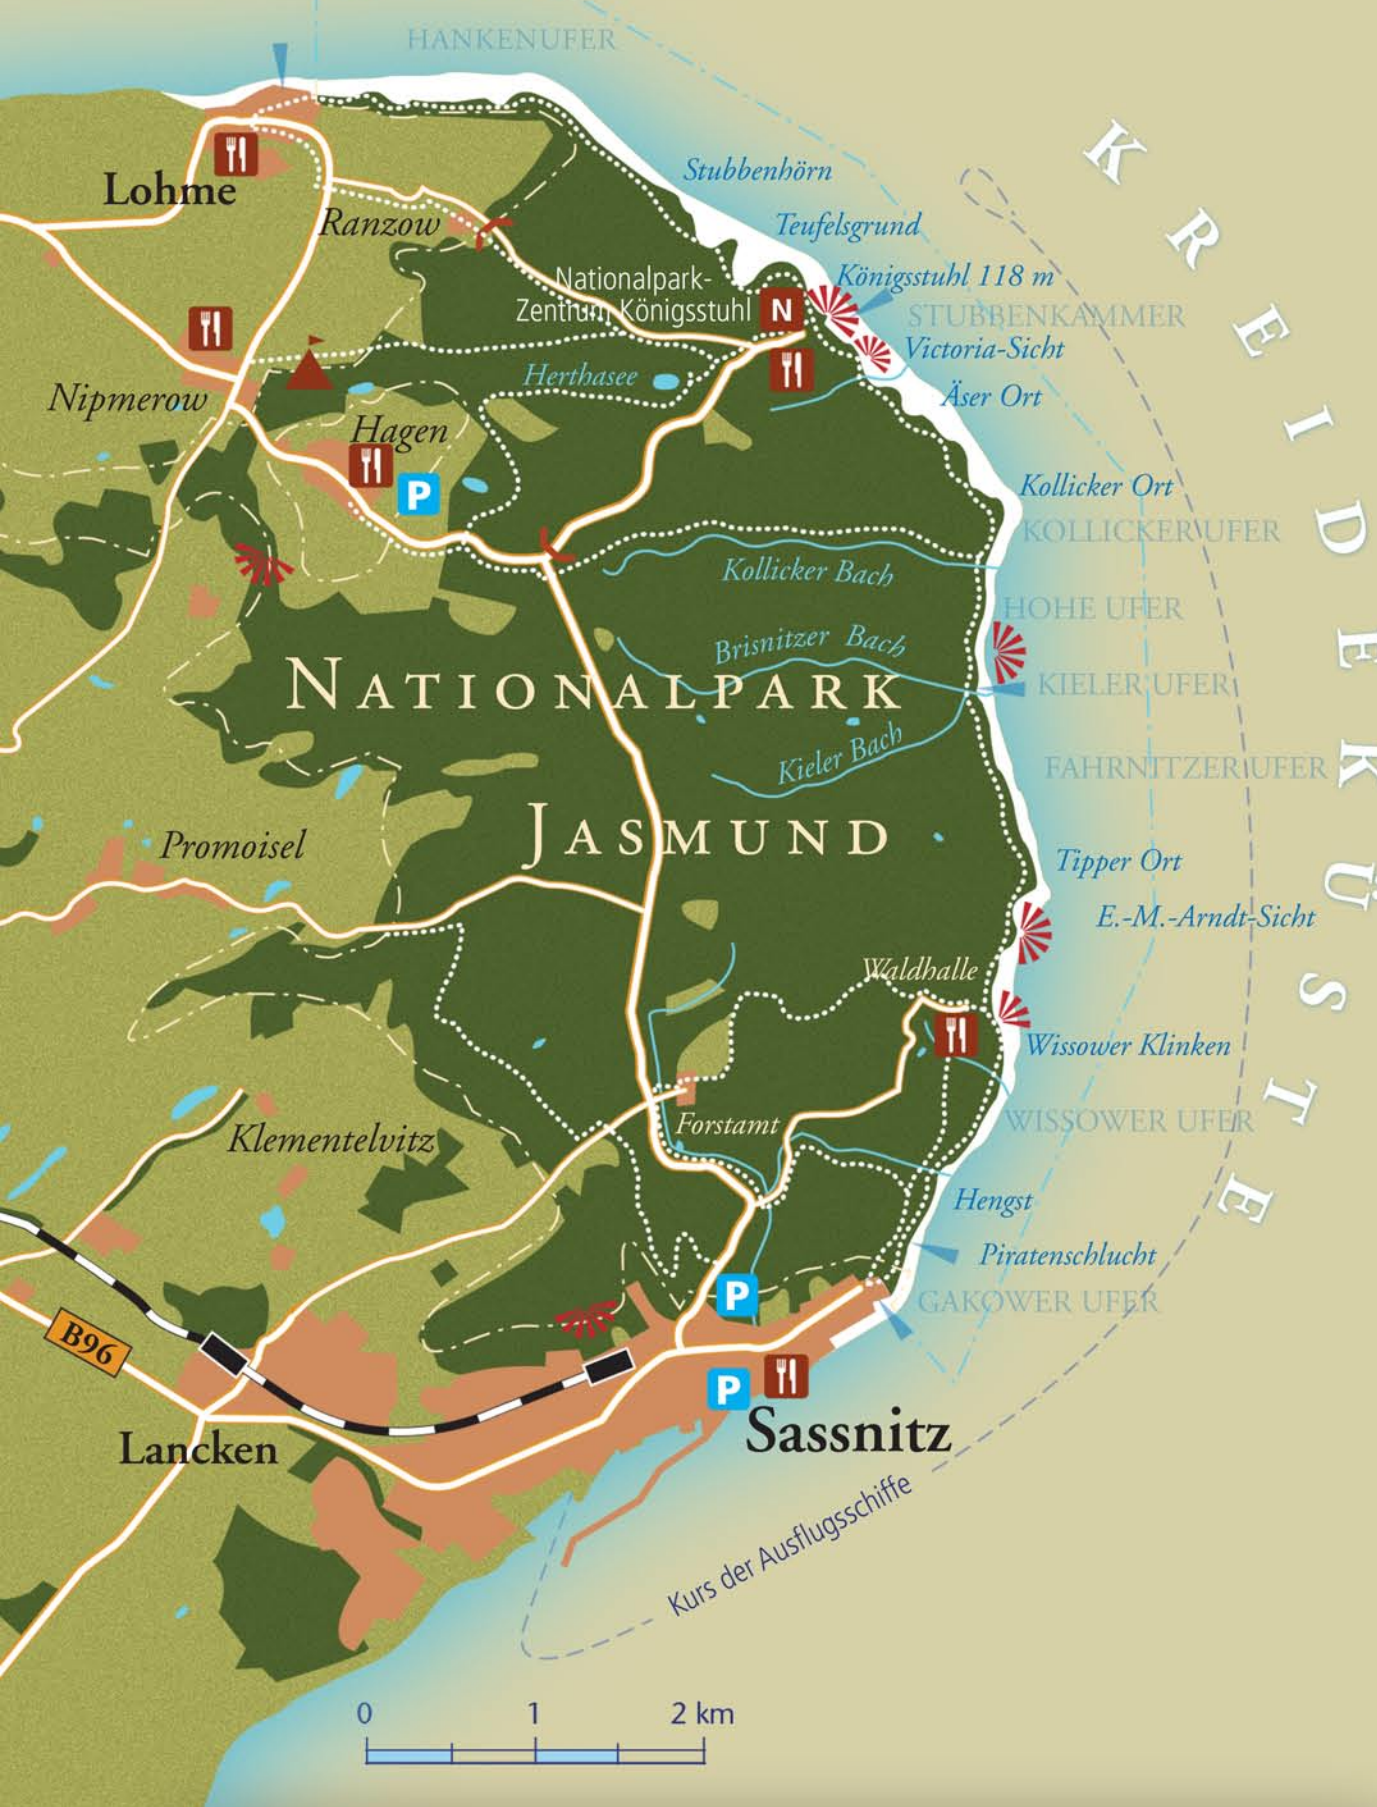 HANKENUFER
Stubbenhörn
Lohme
Ranzow
Teufelsgrund
Nationalpark-
Zentrum Königsstuhl
N
Königsstuhl 118 m
STUBBENKAMMER
Victoria-Sicht
Herthasee
Äser Ort
Nipmerow
Hagen
P
Kollicker Ort
KOLLICKER UFER
Kollicker Bach
HOHE UFER
Brisnitzer Bach
NATIONALPARK
KIELER UFER
Kieler Bach
FAHRNITZER UFER
JASMUND
Promoisel
Tipper Ort
E.-M.-Arndt-Sicht
Waldhalle
Wissower Klinken
Forstamt
WISSOWER UFER
Klementelvitz
Hengst
Piratenschlucht
P
GAKOWER UFER
B96
P
Sassnitz
Lancken
Kurs der Ausflugsschiffe
KREIDEKÜSTE
0 1 2 km